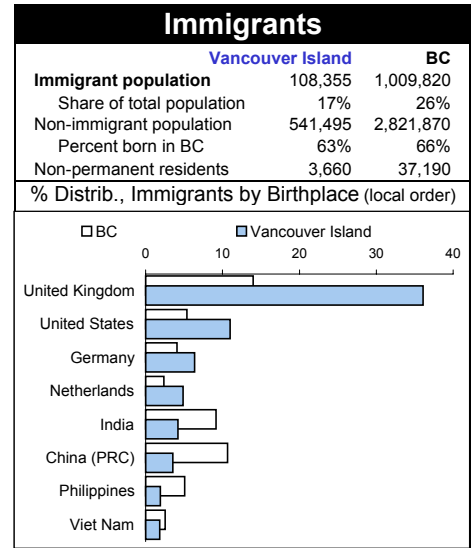 Immigrants
Vancouver Island BC
Immigrant population 108,355 1,009,820
Share of total population 17% 26%
Non-immigrant population 541,495 2,821,870
Percent born in BC 63% 66%
Non-permanent residents 3,660 37,190
% Distrib., Immigrants by Birthplace (local order)
BC Vancouver Island
0 10 20 30 40
United Kingdom
United States
Germany
Netherlands
India
China (PRC)
Philippines
Viet Nam